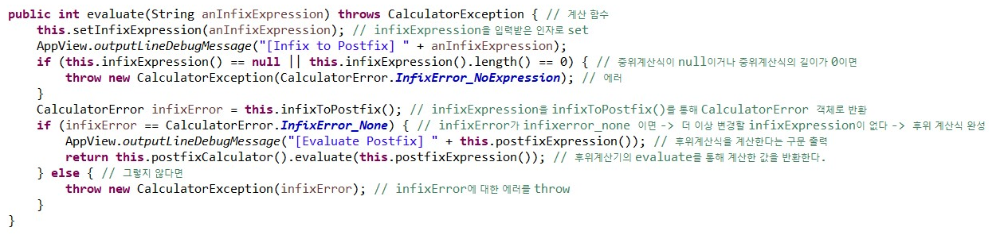 public int evaluate(String anInfixExpression) throws CalculatorException { // 계산 함수
    this.setInfixExpression(anInfixExpression); // infixExpression을 입력받은 인자로 set
    AppView.outputLineDebugMessage("[Infix to Postfix] " + anInfixExpression);
    if (this.infixExpression() == null || this.infixExpression().length() == 0) { // 중위계산식이 null이거나 중위계산식의 길이가 0이면
        throw new CalculatorException(CalculatorError.InfixError_NoExpression); // 에러
    }
    CalculatorError infixError = this.infixToPostfix(); // infixExpression을 infixToPostfix()를 통해 CalculatorError 객체로 반환
    if (infixError == CalculatorError.InfixError_None) { // infixError가 infixerror_none 이면 -> 더 이상 변경할 infixExpression이 없다 -> 후위 계산식 완성
        AppView.outputLineDebugMessage("[Evaluate Postfix] " + this.postfixExpression()); // 후위계산식을 계산한다는 구문 출력
        return this.postfixCalculator().evaluate(this.postfixExpression()); // 후위계산기의 evaluate를 통해 계산한 값을 반환한다.
    } else { // 그렇지 않다면
        throw new CalculatorException(infixError); // infixError에 대한 에러를 throw
    }
}